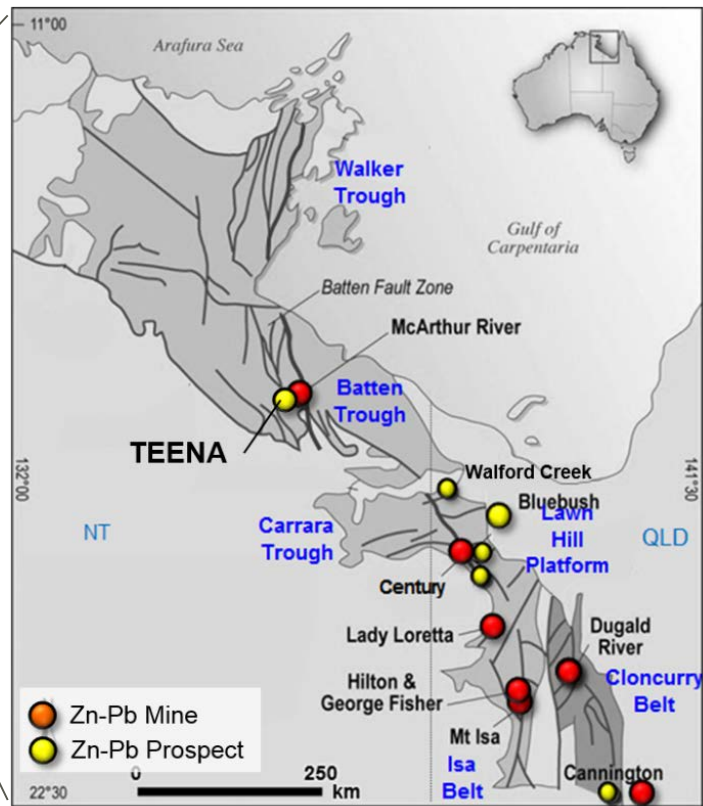 11°00
Arafura Sea
Walker
Trough
Gulf of
Carpentaria
Batten Fault Zone
McArthur River
Batten
Trough
TEENA
132°00
141°30
Walford Creek
Bluebush
Carrara
Trough
NT
Lawn
Hill
Platform
QLD
Century
Lady Loretta
Dugald
River
Hilton &
George Fisher
Cloncurry
Belt
Zn-Pb Mine
Zn-Pb Prospect
Mt Isa
Isa
Belt
Cannington
0
250
km
22°30